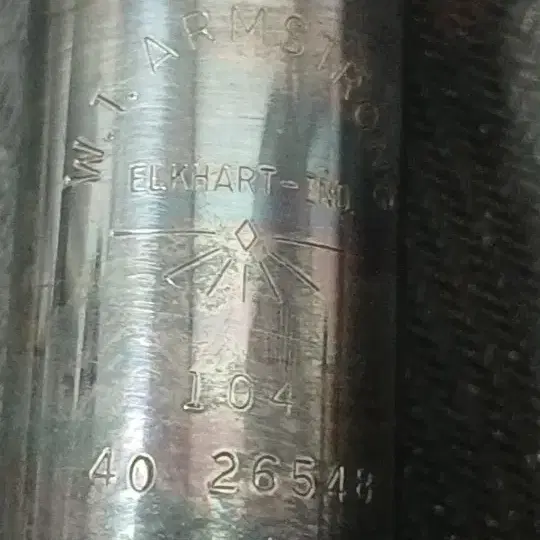 W.T. ARMSTRONG
ELKHART-IND.
104
40 26548